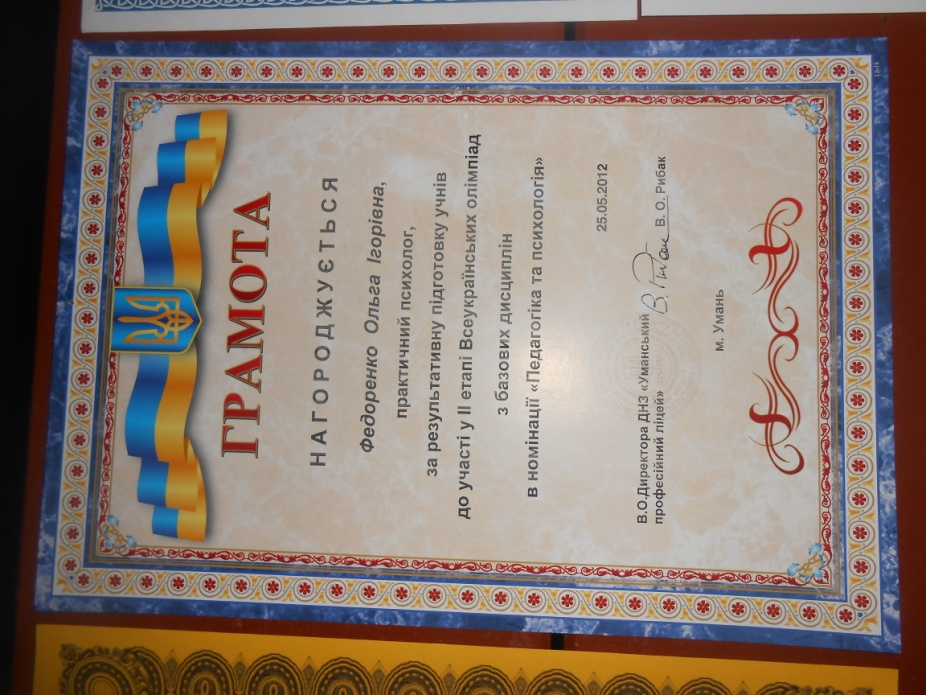 ГРАМОТА
НАГОРОДЖУЄТЬСЯ
Федоренко Ольга Ігорівна,
практичний психолог,
за результативну підготовку учнів
до участі у ІІ етапі Всеукраїнських олімпіад
з базових дисциплін
в номінації «Педагогіка та психологія»
25.05.2012
В.О.Директора ДНЗ «Уманський
професійний ліцей» В. О. Рибак
м. Умань